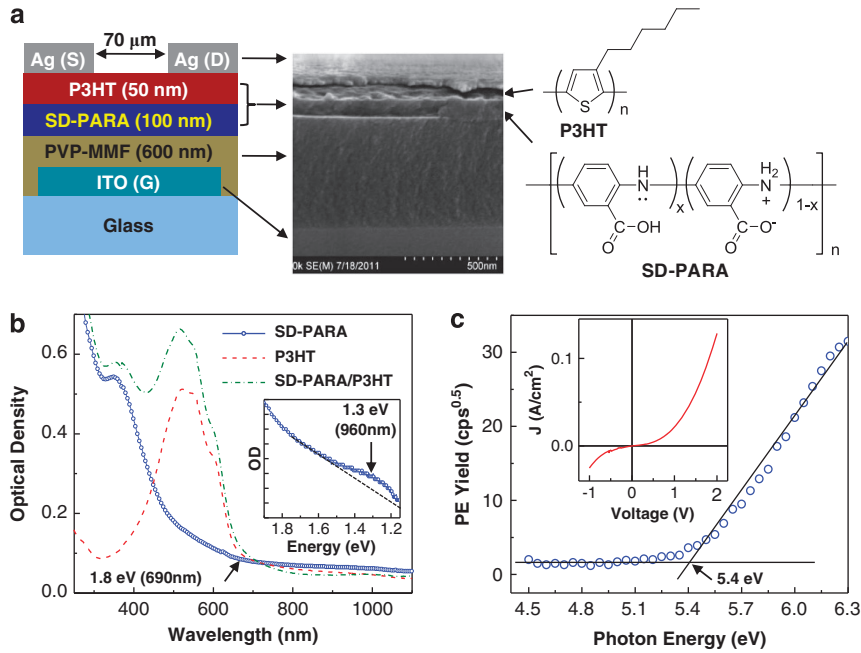 a
70 µm
Ag (S)
Ag (D)
P3HT (50 nm)
SD-PARA (100 nm)
PVP-MMF (600 nm)
ITO (G)
Glass
0k SE(M) 7/18/2011
500nm
S
n
P3HT
H
N
x
H2
N
+
1-x
n
O
OH
O
O-
SD-PARA
b
Optical Density
0.6
0.4
0.2
0.0
SD-PARA
P3HT
SD-PARA/P3HT
1.3 eV
(960nm)
OD
1.8
1.6
1.4
1.2
Energy (eV)
1.8 eV (690nm)
400
600
800
1000
Wavelength (nm)
c
PE Yield (cps0.5)
30
20
10
0
J (A/cm2)
0.1
0.0
-1
0
1
2
Voltage (V)
5.4 eV
4.5
4.8
5.1
5.4
5.7
6.0
6.3
Photon Energy (eV)